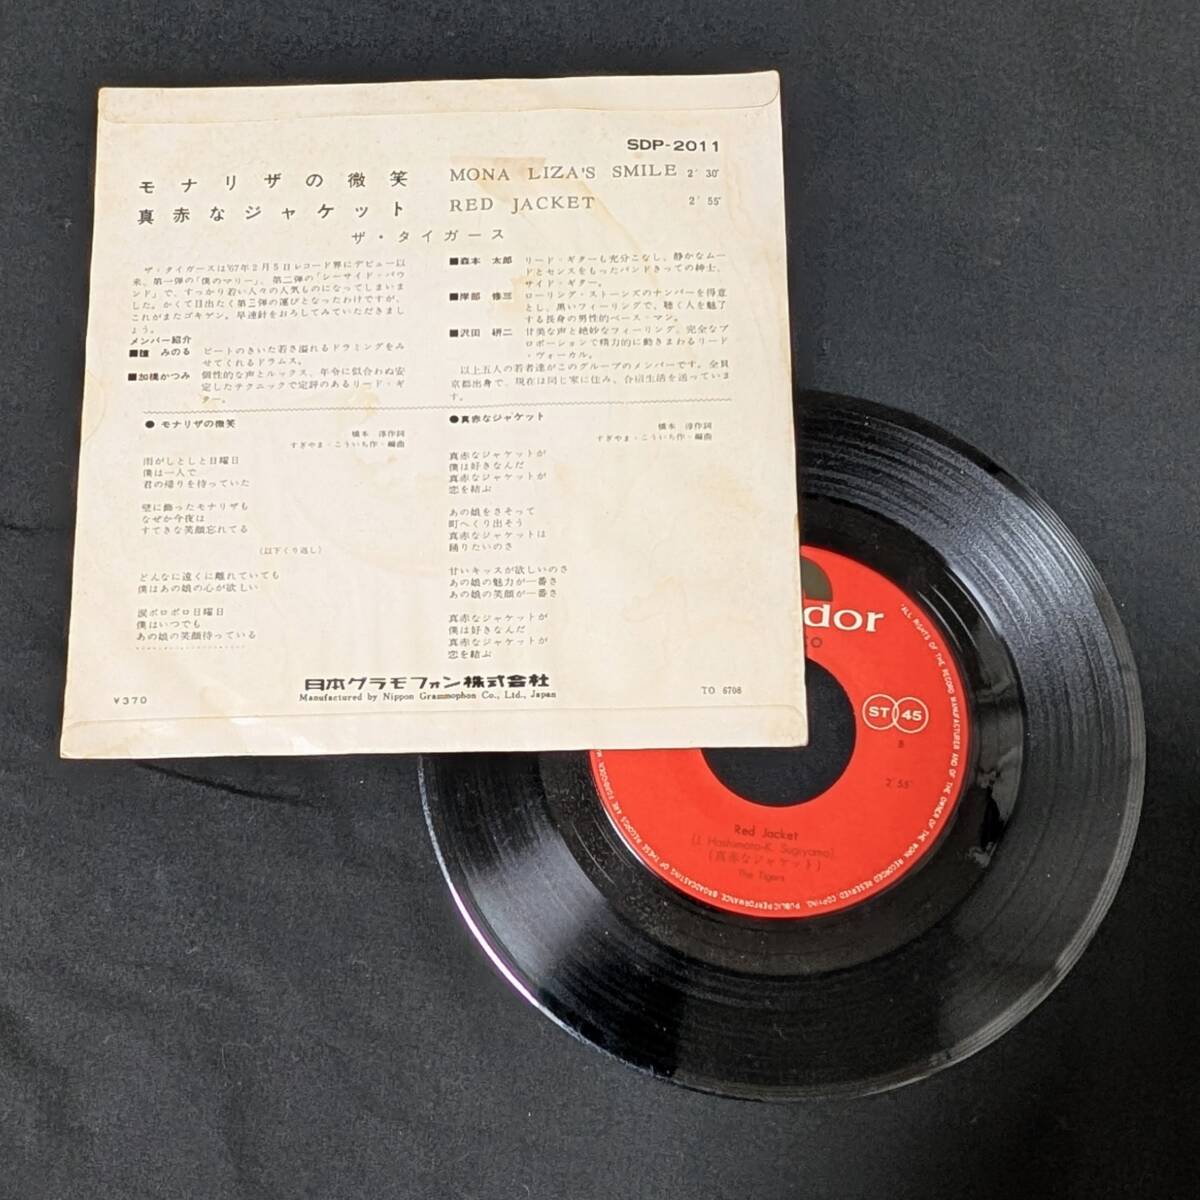 SDP-2011
モナリザの微笑 MONA LIZA'S SMILE 2' 30"
真赤なジャケット RED JACKET 2' 55"
ザ・タイガース
ザ・タイガースは'67年2月5日レコード界にデビュー以
来、第一弾の「僕のマリー」、第二弾の「シーサイド・バウ
ンド」で、すっかり若い人々の人気ものになってしまいま
した。かくて目出たく第三弾の運びとなったわけですが、
これがまたゴキゲン。早速針をおろしてみていただきまし
ょう。
メンバー紹介
■瞳 みのる ビートのきいた若さ溢れるドラミングをみ
せてくれるドラムス。
■加橋かつみ 個性的な声とルックス、年令に似合わぬ安
定したテクニックで定評のあるリード・ギ
ター。
■森本 太郎 リード・ギターも充分こなし、静かなムー
ドとセンスをもったバンドきっての紳士、
サイド・ギター。
■岸部 修三 ローリング・ストーンズのナンバーを得意
とし、黒いフィーリングで、聴く人を魅了
する長身の男性的ベース・マン。
■沢田 研二 甘美な声と絶妙なフィーリング、完全なプ
ロポーションで精力的に動きまわるリード
・ヴォーカル。
以上五人の若者達がこのグループのメンバーです。全員
京都出身で、現在は同じ家に住み、合宿生活を送っていま
す。
● モナリザの微笑
橋本 淳作詞
すぎやま・こういち作・編曲
雨がしとしと日曜日
僕は一人で
君の帰りを待っていた
壁に飾ったモナリザも
なぜか今夜は
すてきな笑顔忘れてる
(以下くり返し)
どんなに遠くに離れていても
僕はあの娘の心が欲しい
涙ポロポロ日曜日
僕はいつでも
あの娘の笑顔待っている
●真赤なジャケット
橋本 淳作詞
すぎやま・こういち作・編曲
真赤なジャケットが
僕は好きなんだ
真赤なジャケットが
恋を結ぶ
あの娘をさそって
町へくり出そう
真赤なジャケットは
踊りたいのさ
甘いキッスが欲しいのさ
あの娘の魅力が一番さ
あの娘の笑顔が一番さ
真赤なジャケットが
僕は好きなんだ
真赤なジャケットが
恋を結ぶ
日本グラモフォン株式会社
Manufactured by Nippon Grammophon Co., Ltd., Japan
¥370
TO 6708
dor
ST 45
B
2' 55"
Red Jacket
(J. Hashimoto-K. Sugiyama)
(真赤なジャケット)
The Tigers
ALL RIGHTS OF THE RECORD MANUFACTURER AND OF THE OWNER OF THE WORK RECORDED RESERVED. COPYING, PUBLIC PERFORMANCE, BROADCASTING OF THESE RECORDS ARE FORBIDDEN.